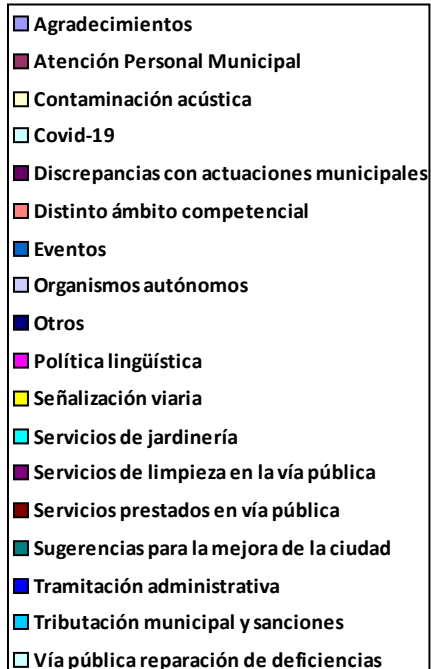 Agradecimientos
Atención Personal Municipal
Contaminación acústica
Covid-19
Discrepancias con actuaciones municipales
Distinto ámbito competencial
Eventos
Organismos autónomos
Otros
Política lingüística
Señalización viaria
Servicios de jardinería
Servicios de limpieza en la vía pública
Servicios prestados en vía pública
Sugerencias para la mejora de la ciudad
Tramitación administrativa
Tributación municipal y sanciones
Vía pública reparación de deficiencias